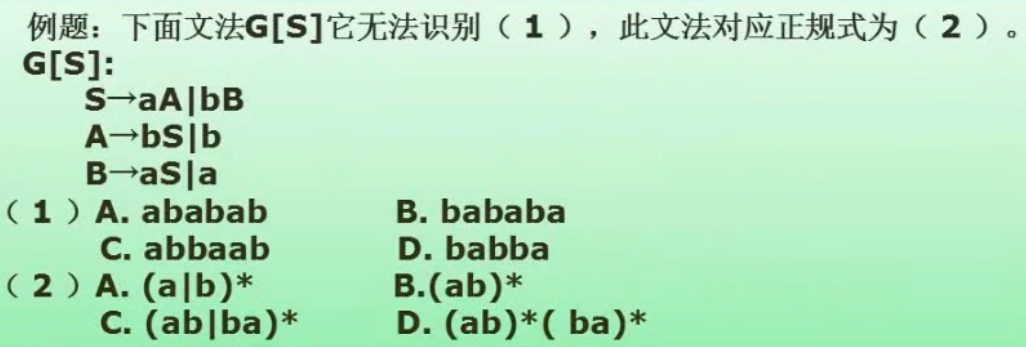 例题：下面文法G[S]它无法识别（1），此文法对应正规式为（2）。
G[S]:
S→aA|bB
A→bS|b
B→aS|a
（1）A. ababab B. bababa
C. abbaab D. babba
（2）A. (a|b)* B.(ab)*
C. (ab|ba)* D. (ab)*( ba)*